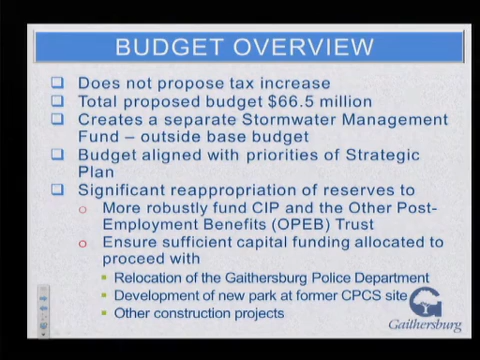 BUDGET OVERVIEW
Does not propose tax increase
Total proposed budget $66.5 million
Creates a separate Stormwater Management
Fund – outside base budget
Budget aligned with priorities of Strategic
Plan
Significant reappropriation of reserves to
More robustly fund CIP and the Other Post-
Employment Benefits (OPEB) Trust
Ensure sufficient capital funding allocated to
proceed with
Relocation of the Gaithersburg Police Department
Development of new park at former CPCS site
Other construction projects
Gaithersburg